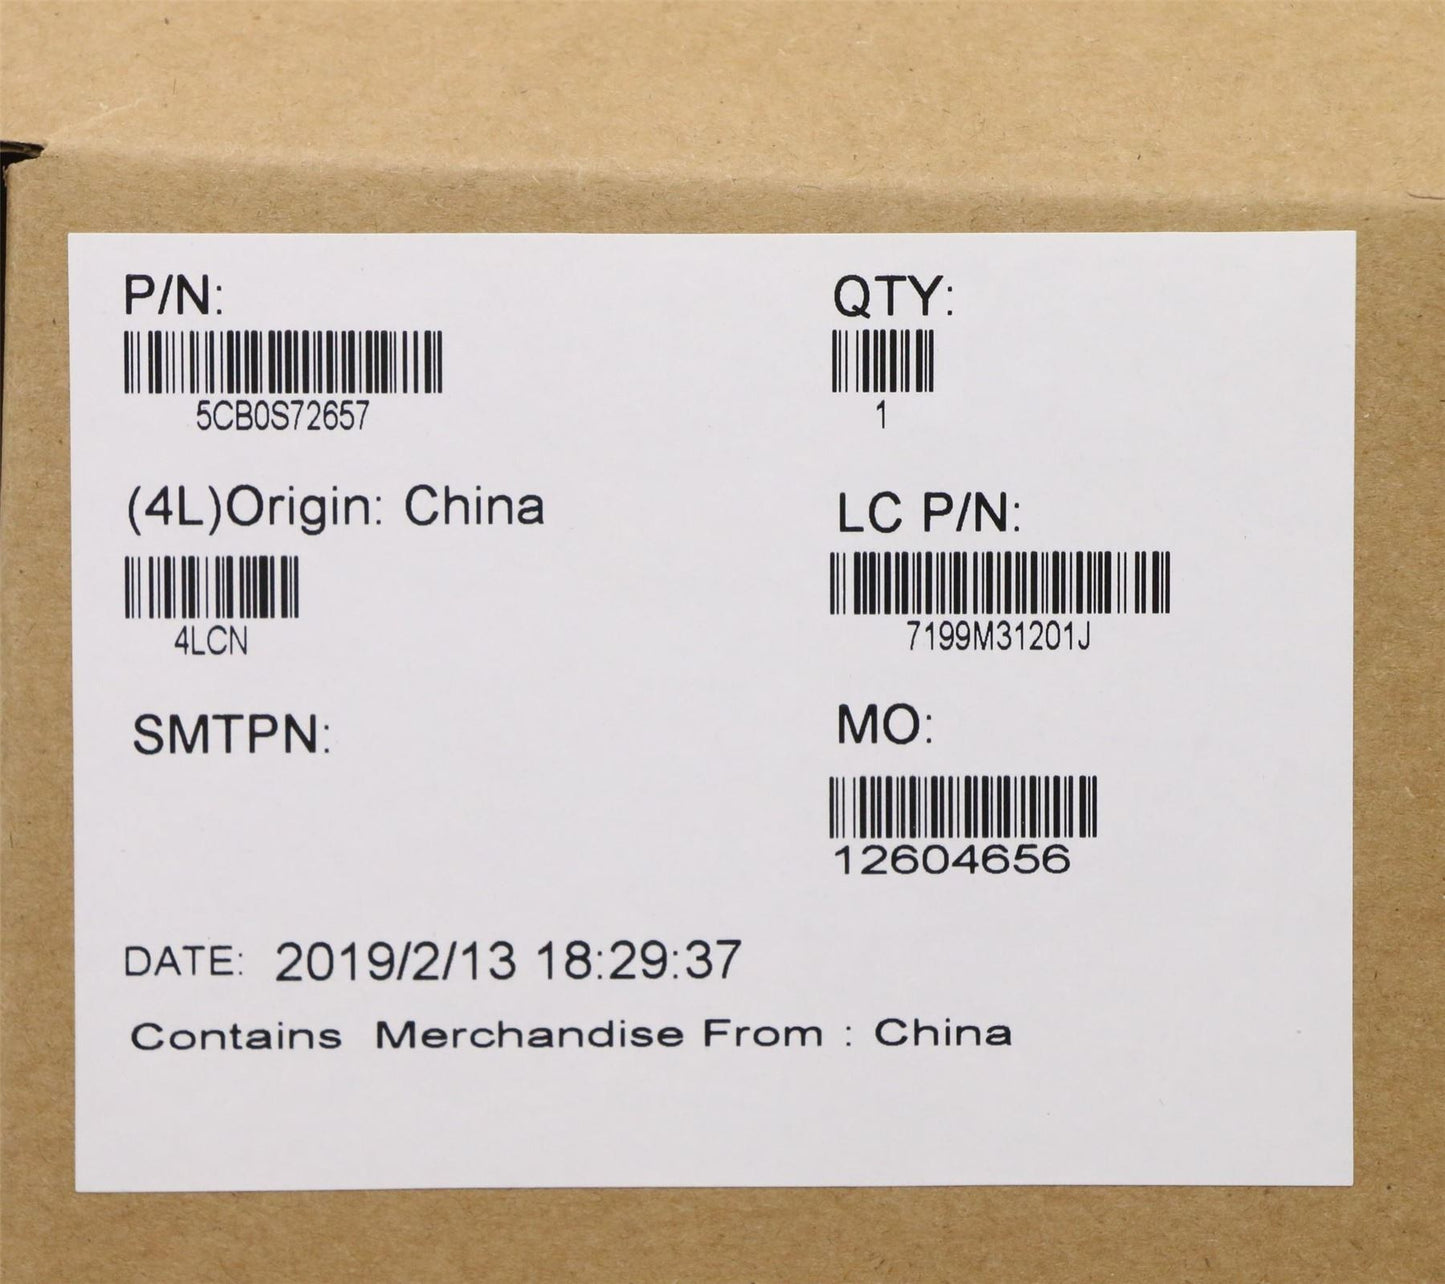 P/N:
5CB0S72657
QTY:
1
(4L)Origin: China
4LCN
LC P/N:
7199M31201J
SMTPN:
MO:
12604656
DATE: 2019/2/13 18:29:37
Contains Merchandise From : China